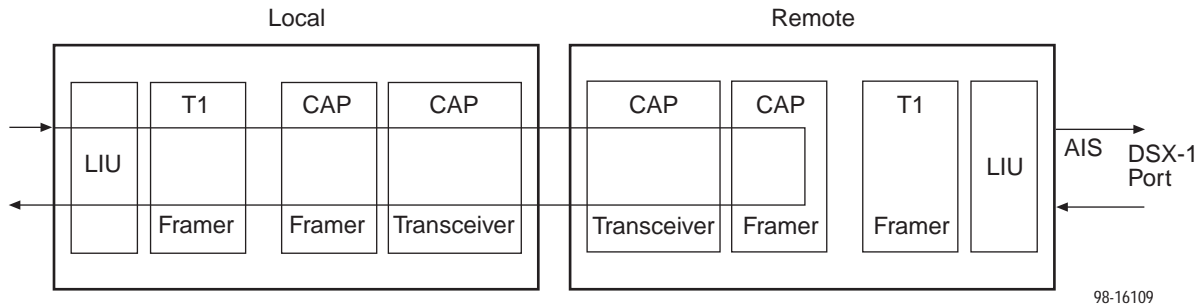 Local
Remote
LIU
T1
Framer
CAP
Framer
CAP
Transceiver
CAP
Transceiver
CAP
Framer
T1
Framer
LIU
AIS
DSX-1
Port
98-16109